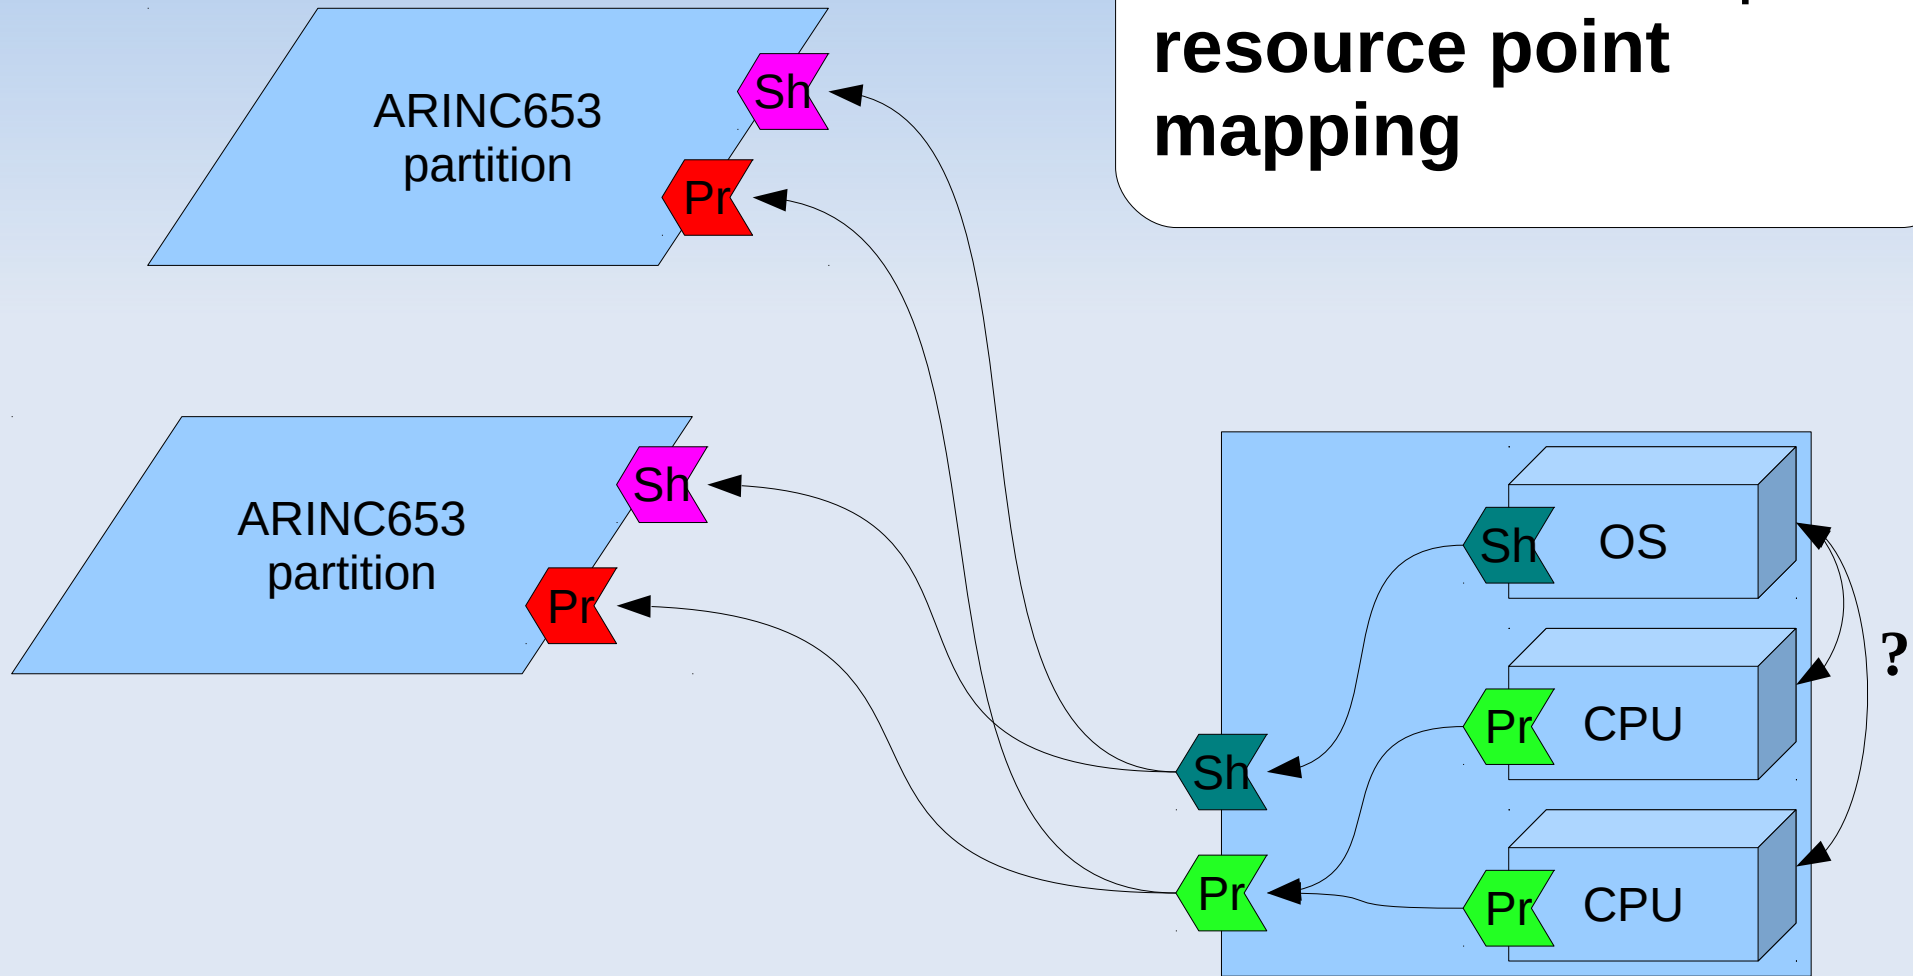 resource point
mapping
ARINC653
partition
Sh
Pr
ARINC653
partition
Sh
Pr
Sh
OS
Pr
CPU
?
Sh
Pr
Pr
CPU